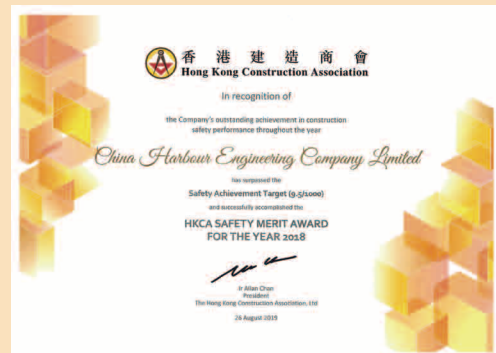 香港建造商會
Hong Kong Construction Association
In recognition of
the Company's outstanding achievement in construction
safety performance throughout the year
China Harbour Engineering Company Limited
has surpassed the
Safety Achievement Target (9.5/1000)
and successfully accomplished the
HKCA SAFETY MERIT AWARD
FOR THE YEAR 2018
Ir Allan Chan
President
The Hong Kong Construction Association, Ltd
26 August 2019